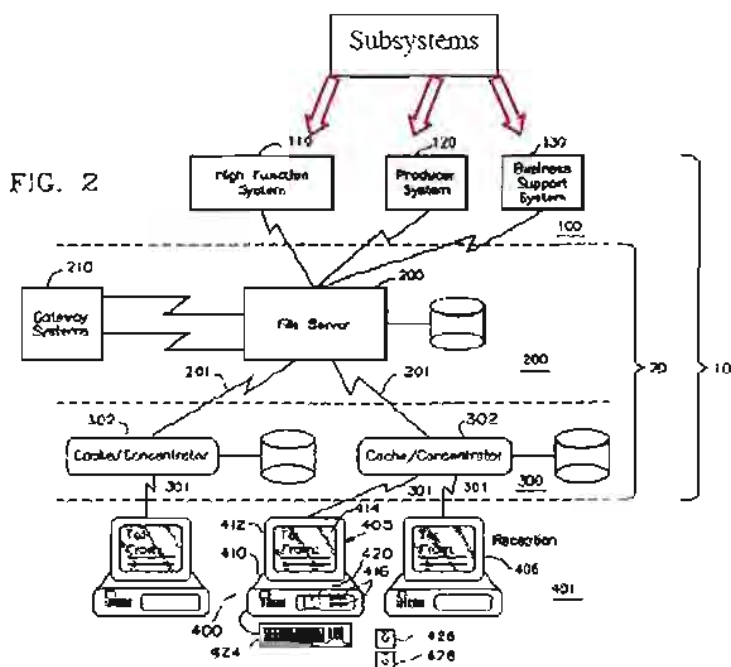 Subsystems
110
120
130
FIG. 2
High Function
System
Producer
System
Business
Support
System
100
210
200
Gateway
Systems
File Server
200
20
10
201
201
302
302
Cache/Concentrator
Cache/Concentrator
301
301
301
300
412
414
405
410
420
416
Reception
406
400
401
424
426
428